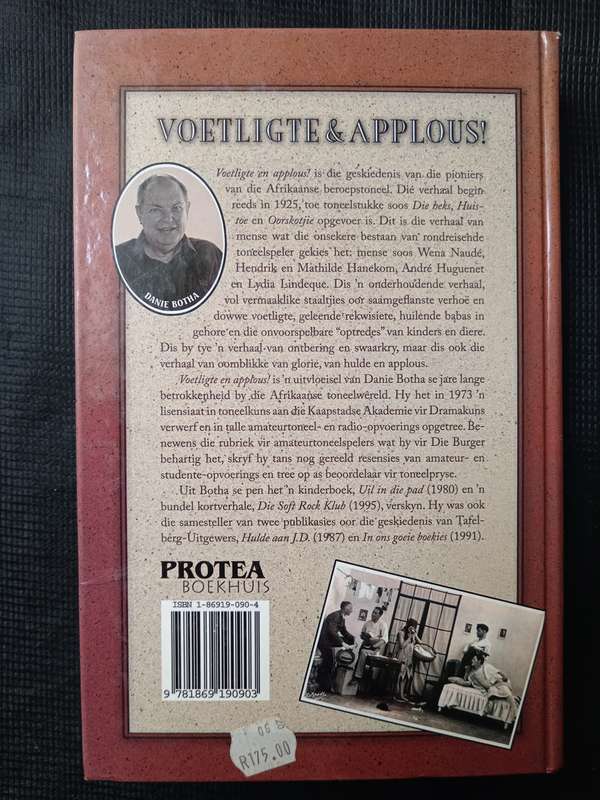 VOETLIGTE & APPLOUS!
Voetligte en applous! is die geskiedenis van die pioniers
van die Afrikaanse beroepstoneel. Dié verhaal begin
reeds in 1925, toe toneelstukke soos Die heks, Huis-
toe en Oorskotjie opgevoer is. Dit is die verhaal van
mense wat die onsekere bestaan van rondreisende
toneelspeler gekies het: mense soos Wena Naudé,
Hendrik en Mathilde Hanekom, André Huguenet
en Lydia Lindeque. Dis 'n onderhoudende verhaal,
vol vermaaklike staaltjies oor saamgeflanste verhoë en
dowwe voetligte, geleende rekwisiete, huilende babas in
gehore en die onvoorspelbare "optredes" van kinders en diere.
Dis by tye 'n verhaal van ontbering en swaarkry, maar dis ook die
verhaal van oomblikke van glorie, van hulde en applous.
DANIE BOTHA
Voetligte en applous! is 'n uitvloeisel van Danie Botha se jare lange
betrokkenheid by die Afrikaanse toneelwêreld. Hy het in 1973 'n
lisensiaat in toneelkuns aan die Kaapstadse Akademie vir Dramakuns
verwerf en in talle amateurtoneel- en radio-opvoerings opgetree. Be-
newens die rubriek vir amateurtoneelspelers wat hy vir Die Burger
behartig het, skryf hy tans nog gereeld resensies van amateur- en
studente-opvoerings en tree op as beoordelaar vir toneelpryse.
Uit Botha se pen het 'n kinderboek, Uil in die pad (1980) en 'n
bundel kortverhale, Die Soft Rock Klub (1995), verskyn. Hy was ook
die samesteller van twee publikasies oor die geskiedenis van Tafel-
berg-Uitgewers, Hulde aan J.D. (1987) en In ons goeie boekies (1991).
PROTEA
BOEKHUIS
ISBN 1-86919-090-4
9 781869 190903
R175.00